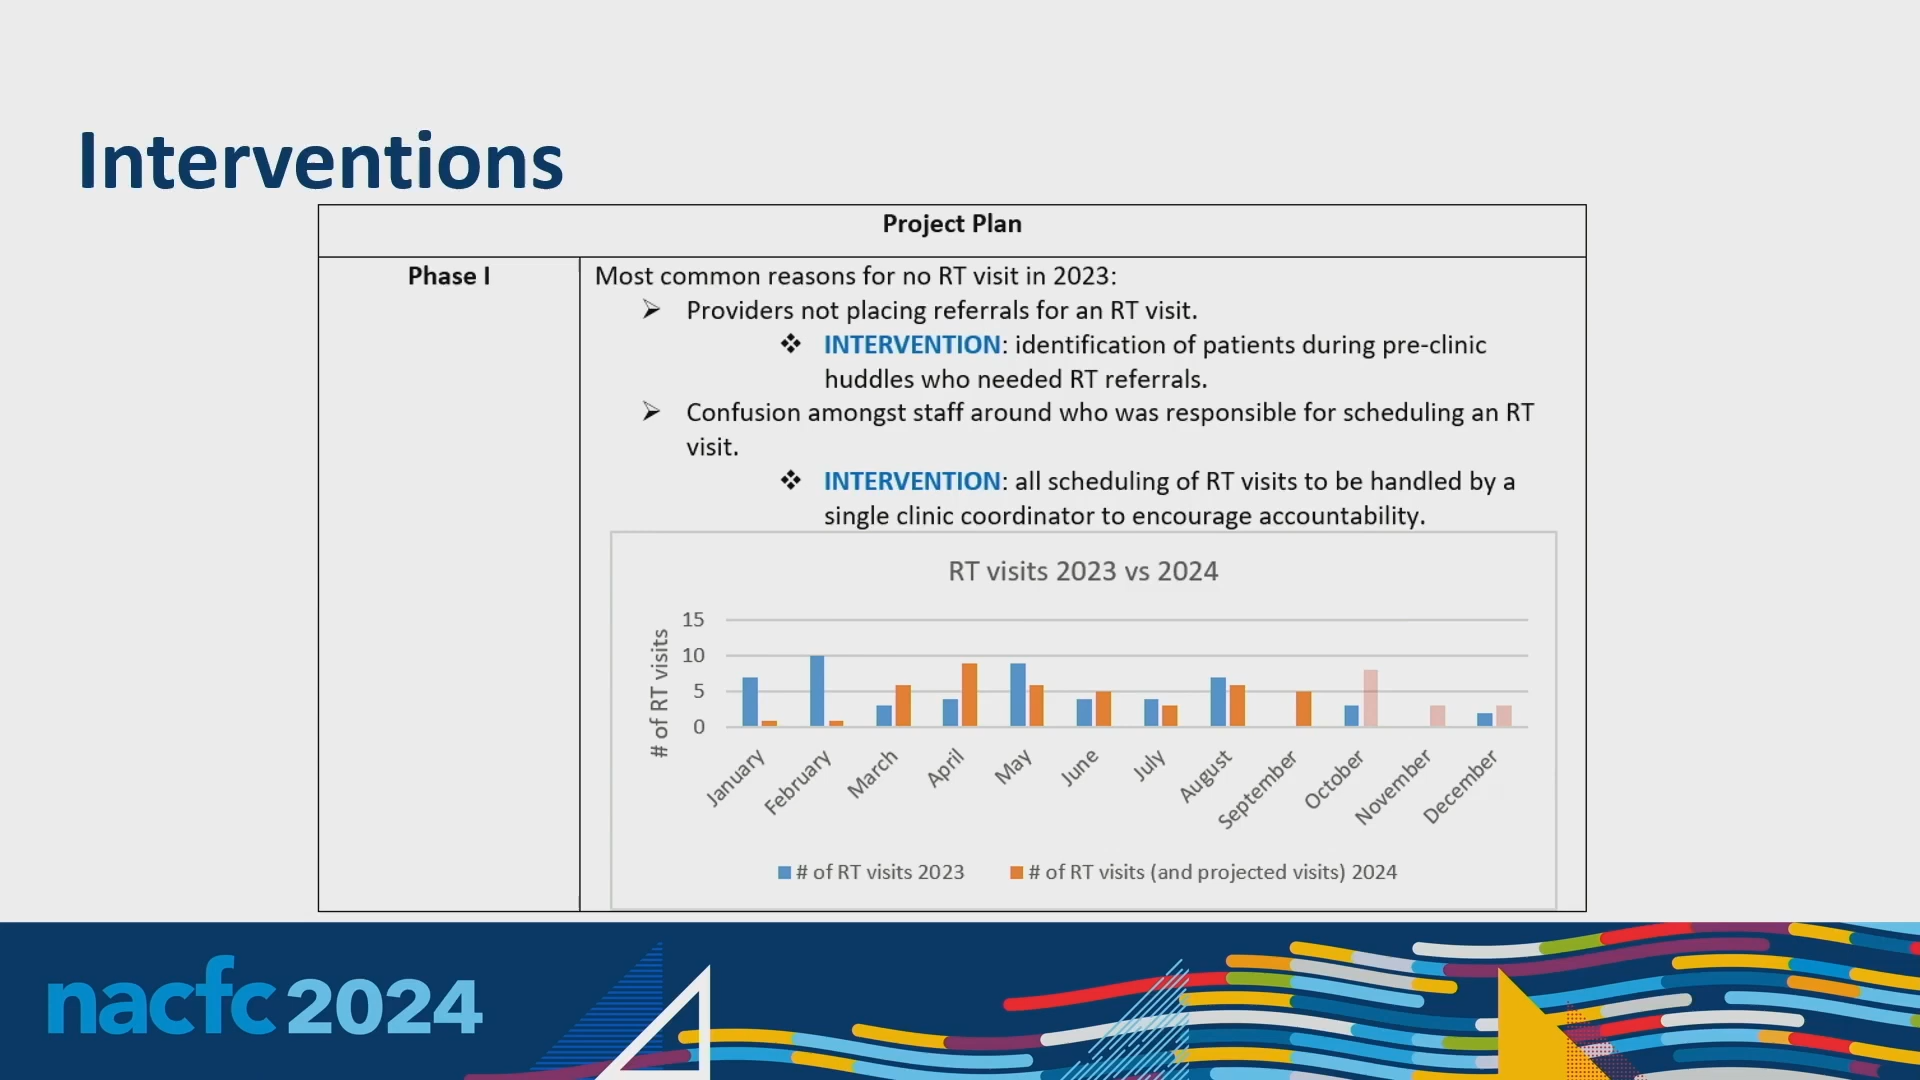 Interventions
Project Plan
Phase I
Most common reasons for no RT visit in 2023:
➢ Providers not placing referrals for an RT visit.
❖ INTERVENTION: identification of patients during pre-clinic
huddles who needed RT referrals.
➢ Confusion amongst staff around who was responsible for scheduling an RT
visit.
❖ INTERVENTION: all scheduling of RT visits to be handled by a
single clinic coordinator to encourage accountability.
RT visits 2023 vs 2024
# of RT visits
15
10
5
0
January February March April May June July August September October November December
# of RT visits 2023 # of RT visits (and projected visits) 2024
nacfc 2024